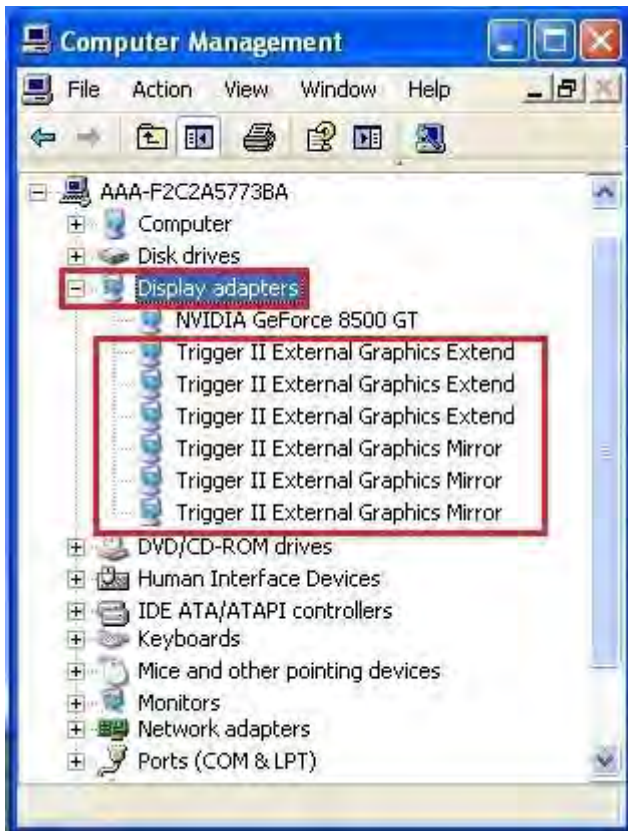 Computer Management
File Action View Window Help
AAA-F2C2A5773BA
Computer
Disk drives
Display adapters
NVIDIA GeForce 8500 GT
Trigger II External Graphics Extend
Trigger II External Graphics Extend
Trigger II External Graphics Extend
Trigger II External Graphics Mirror
Trigger II External Graphics Mirror
Trigger II External Graphics Mirror
DVD/CD-ROM drives
Human Interface Devices
IDE ATA/ATAPI controllers
Keyboards
Mice and other pointing devices
Monitors
Network adapters
Ports (COM & LPT)